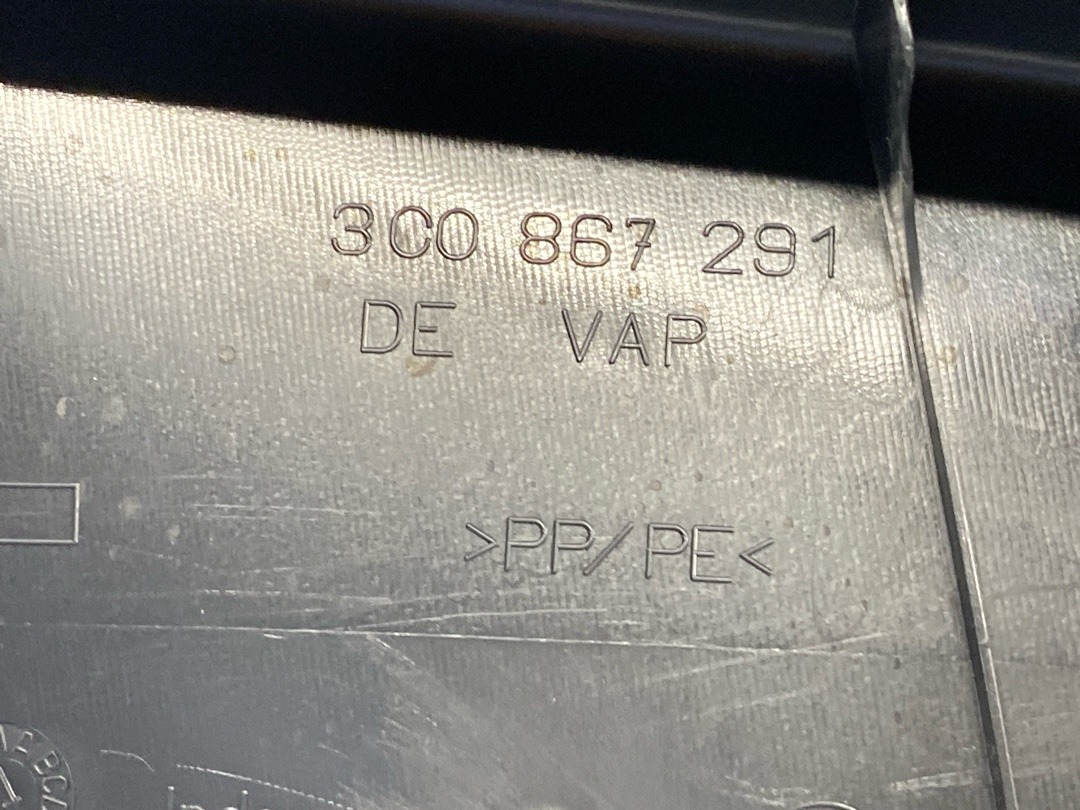 3C0 867 291
DE VAP
>PP/PE<